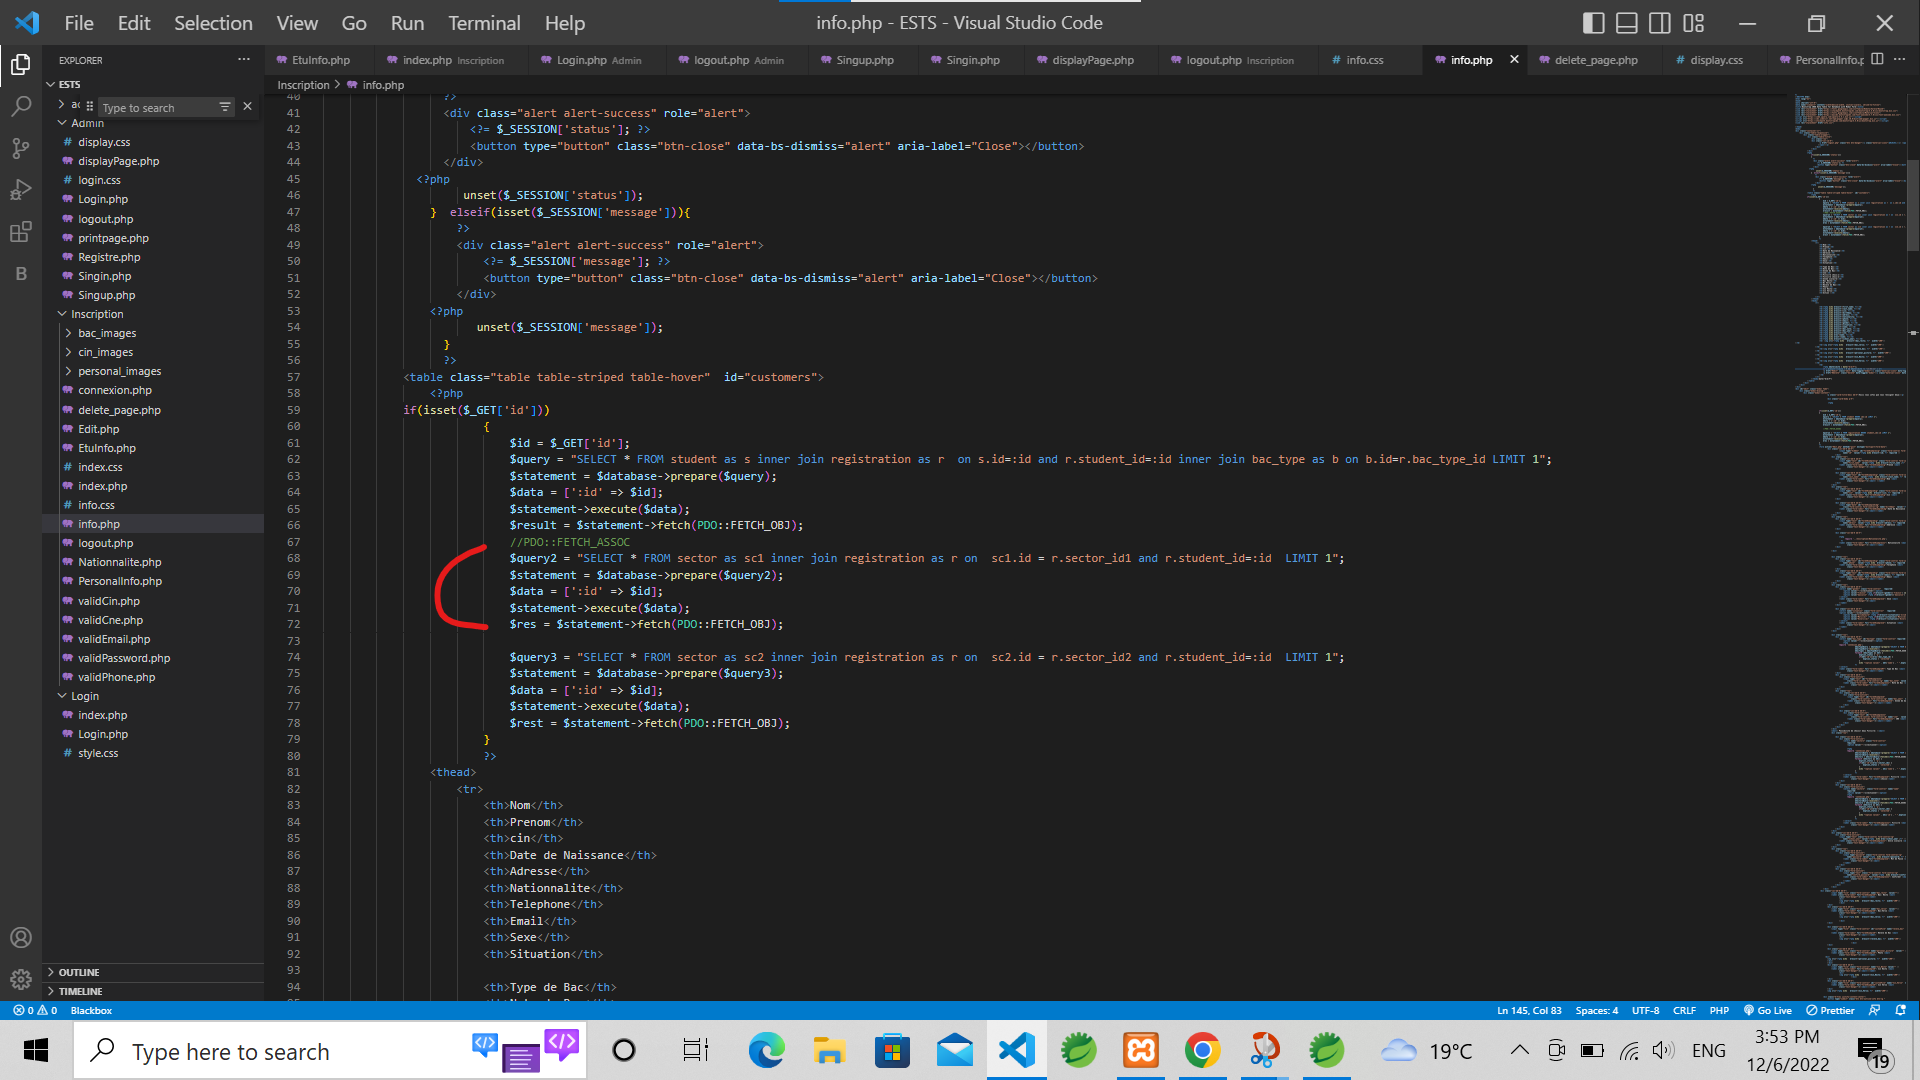 File Edit Selection View Go Run Terminal Help
info.php - ESTS - Visual Studio Code
EXPLORER
EtuInfo.php
index.php Inscription
Login.php Admin
logout.php Admin
Singup.php
Singin.php
displayPage.php
logout.php Inscription
# info.css
info.php
delete_page.php
# display.css
PersonalInfo.p
ESTS
Type to search
Admin
# display.css
displayPage.php
# login.css
Login.php
logout.php
printpage.php
Registre.php
Singin.php
Singup.php
Inscription
bac_images
cin_images
personal_images
connexion.php
delete_page.php
Edit.php
EtuInfo.php
# index.css
index.php
# info.css
info.php
logout.php
Nationnalite.php
PersonalInfo.php
validCin.php
validCne.php
validEmail.php
validPassword.php
validPhone.php
Login
index.php
Login.php
# style.css
OUTLINE
TIMELINE
B
Inscription > info.php
40 ?>
41 <div class="alert alert-success" role="alert">
42 <?= $_SESSION['status']; ?>
43 <button type="button" class="btn-close" data-bs-dismiss="alert" aria-label="Close"></button>
44 </div>
45 <?php
46 unset($_SESSION['status']);
47 } elseif(isset($_SESSION['message'])){
48 ?>
49 <div class="alert alert-success" role="alert">
50 <?= $_SESSION['message']; ?>
51 <button type="button" class="btn-close" data-bs-dismiss="alert" aria-label="Close"></button>
52 </div>
53 <?php
54 unset($_SESSION['message']);
55 }
56 ?>
57 <table class="table table-striped table-hover" id="customers">
58 <?php
59 if(isset($_GET['id']))
60 {
61 $id = $_GET['id'];
62 $query = "SELECT * FROM student as s inner join registration as r on s.id=:id and r.student_id=:id inner join bac_type as b on b.id=r.bac_type_id LIMIT 1";
63 $statement = $database->prepare($query);
64 $data = [':id' => $id];
65 $statement->execute($data);
66 $result = $statement->fetch(PDO::FETCH_OBJ);
67 //PDO::FETCH_ASSOC
68 $query2 = "SELECT * FROM sector as sc1 inner join registration as r on sc1.id = r.sector_id1 and r.student_id=:id LIMIT 1";
69 $statement = $database->prepare($query2);
70 $data = [':id' => $id];
71 $statement->execute($data);
72 $res = $statement->fetch(PDO::FETCH_OBJ);
73
74 $query3 = "SELECT * FROM sector as sc2 inner join registration as r on sc2.id = r.sector_id2 and r.student_id=:id LIMIT 1";
75 $statement = $database->prepare($query3);
76 $data = [':id' => $id];
77 $statement->execute($data);
78 $rest = $statement->fetch(PDO::FETCH_OBJ);
79 }
80 ?>
81 <thead>
82 <tr>
83 <th>Nom</th>
84 <th>Prenom</th>
85 <th>cin</th>
86 <th>Date de Naissance</th>
87 <th>Adresse</th>
88 <th>Nationnalite</th>
89 <th>Telephone</th>
90 <th>Email</th>
91 <th>Sexe</th>
92 <th>Situation</th>
93
94 <th>Type de Bac</th>
0 0 Blackbox
Ln 145, Col 83 Spaces: 4 UTF-8 CRLF PHP Go Live Prettier
Type here to search
19°C
ENG
3:53 PM
12/6/2022
19